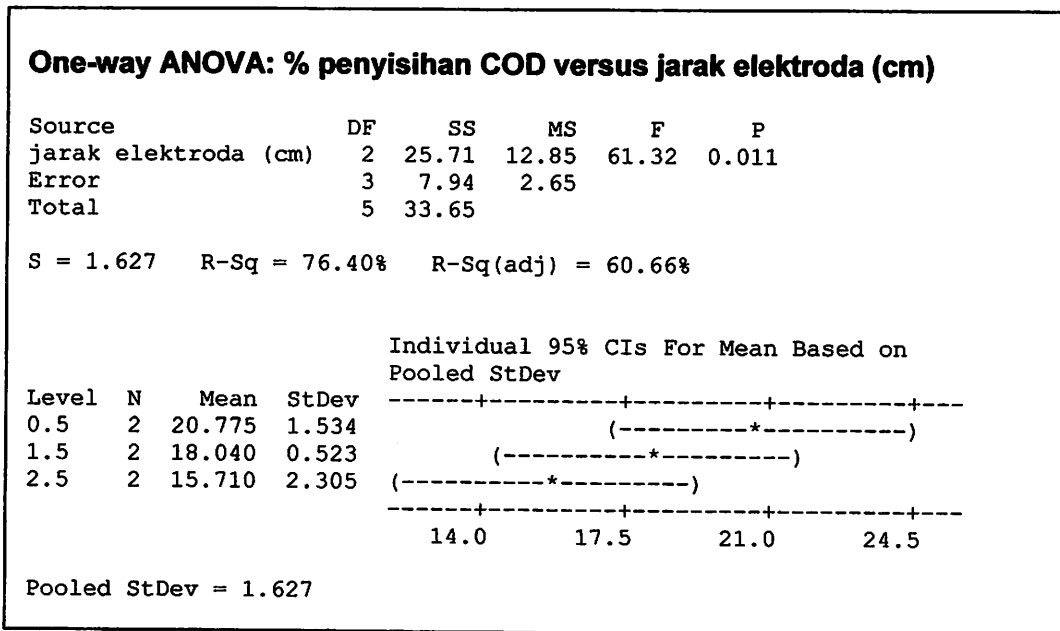 One-way ANOVA: % penyisihan COD versus jarak elektroda (cm)
Source DF SS MS F P
jarak elektroda (cm) 2 25.71 12.85 61.32 0.011
Error 3 7.94 2.65
Total 5 33.65
S = 1.627 R-Sq = 76.40% R-Sq(adj) = 60.66%
Individual 95% CIs For Mean Based on
Pooled StDev
Level N Mean StDev ------+---------+---------+---------+---
0.5 2 20.775 1.534 (---------*----------)
1.5 2 18.040 0.523 (----------*---------)
2.5 2 15.710 2.305 (----------*---------)
------+---------+---------+---------+---
14.0 17.5 21.0 24.5
Pooled StDev = 1.627